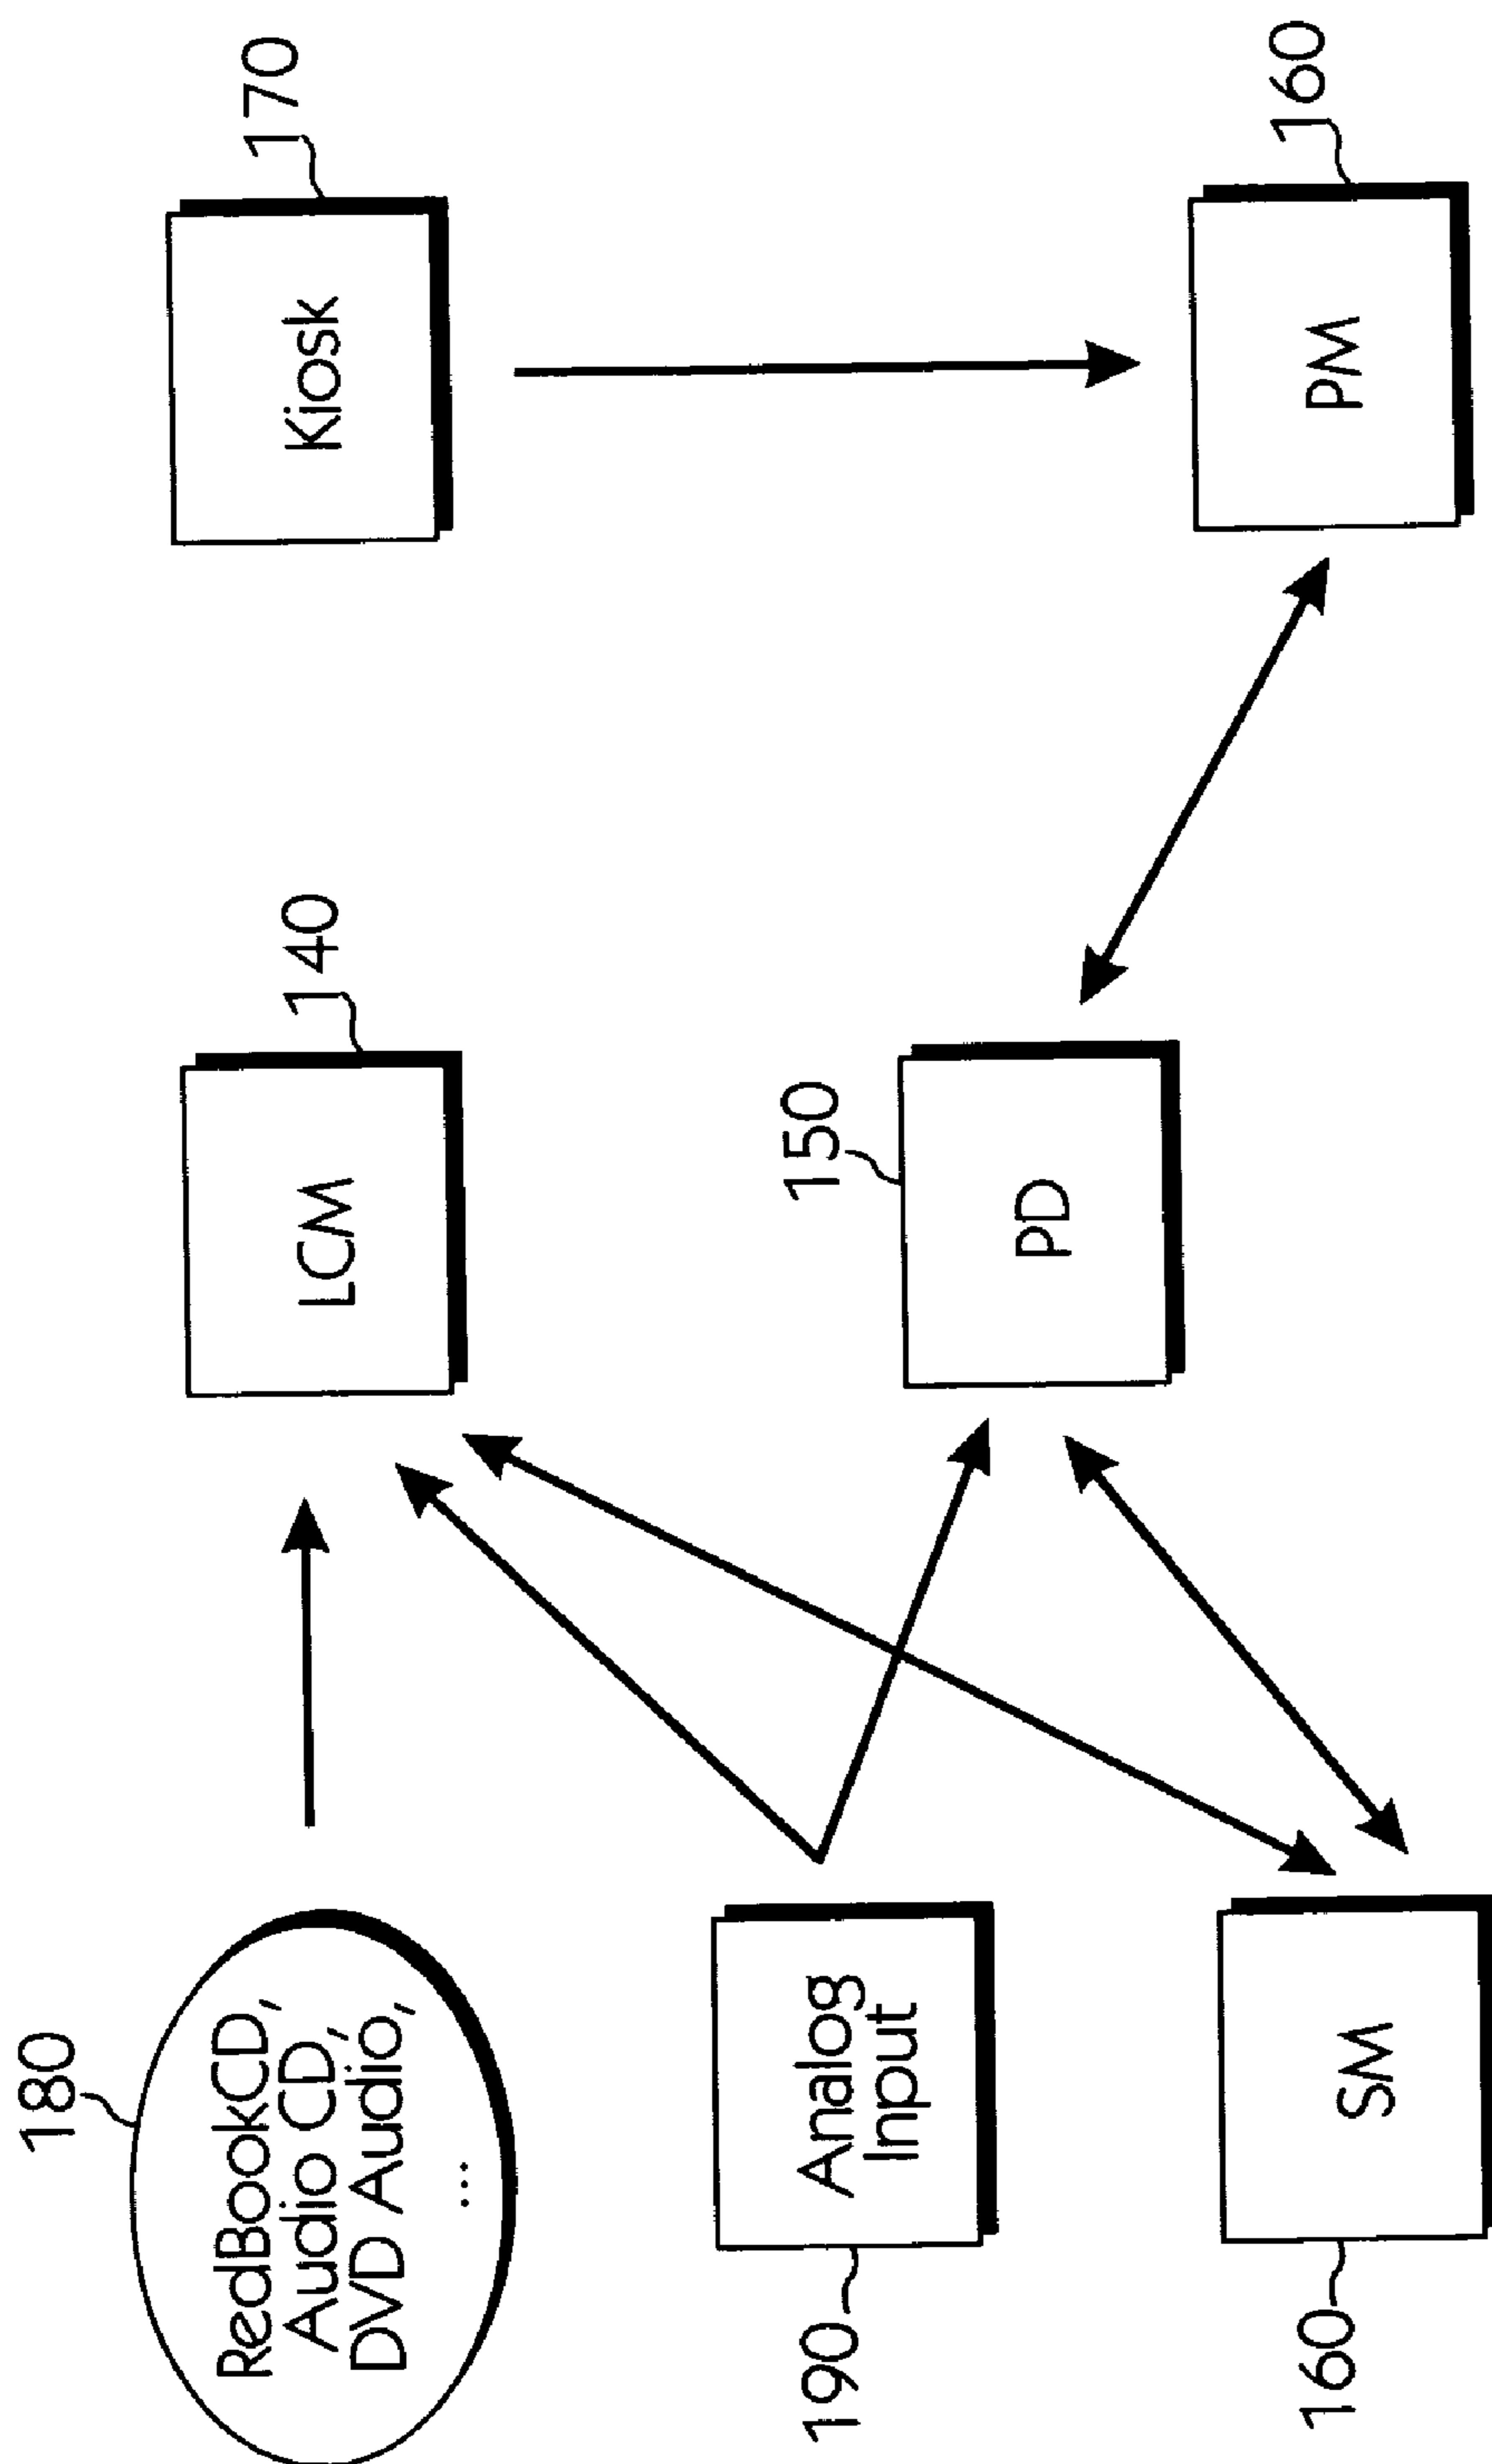 180
RedBookCD,
Audio CD,
DVD Audio,
...
LCM
140
Kiosk
170
190
Analog
Input
150
PD
160
SM
PM
160